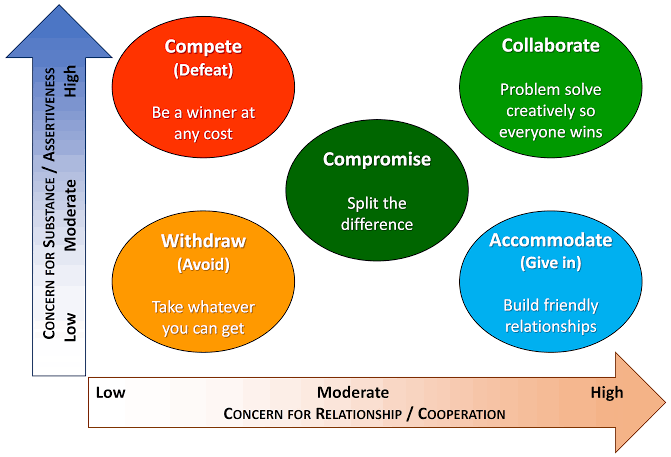 Compete
(Defeat)
Be a winner at
any cost
Collaborate
Problem solve
creatively so
everyone wins
Compromise
Split the
difference
Withdraw
(Avoid)
Take whatever
you can get
Accommodate
(Give in)
Build friendly
relationships
CONCERN FOR SUBSTANCE / ASSERTIVENESS
Low Moderate High
Low Moderate High
CONCERN FOR RELATIONSHIP / COOPERATION